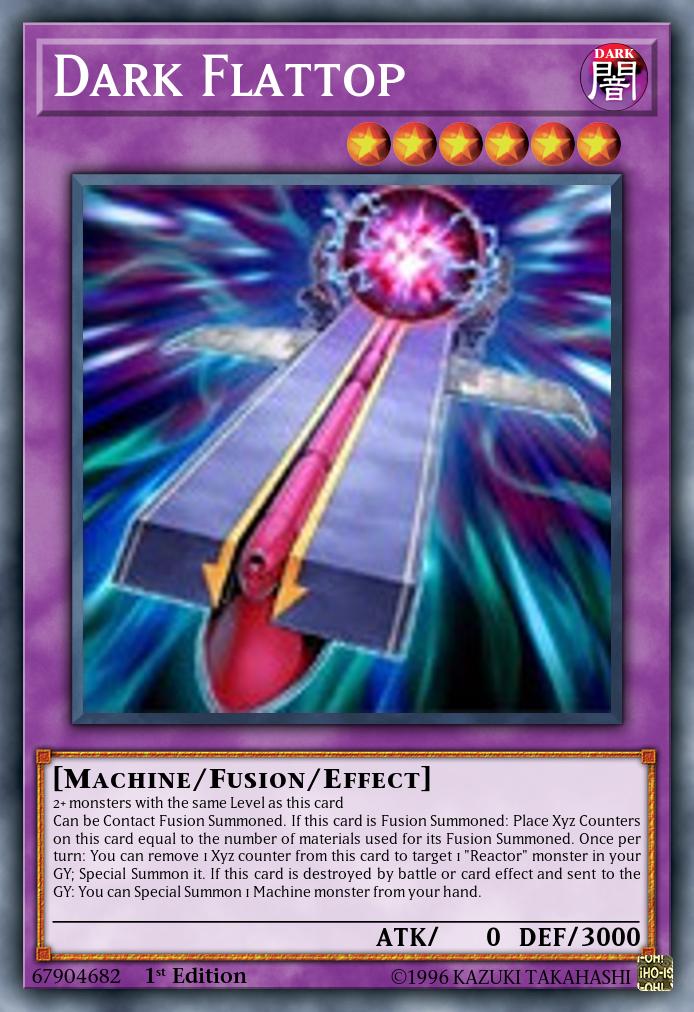 Dark Flattop
DARK
闇
[Machine/Fusion/Effect]
2+ monsters with the same Level as this card
Can be Contact Fusion Summoned. If this card is Fusion Summoned: Place Xyz Counters
on this card equal to the number of materials used for its Fusion Summoned. Once per
turn: You can remove 1 Xyz counter from this card to target 1 "Reactor" monster in your
GY; Special Summon it. If this card is destroyed by battle or card effect and sent to the
GY: You can Special Summon 1 Machine monster from your hand.
ATK/ 0 DEF/3000
67904682 1st Edition ©1996 KAZUKI TAKAHASHI